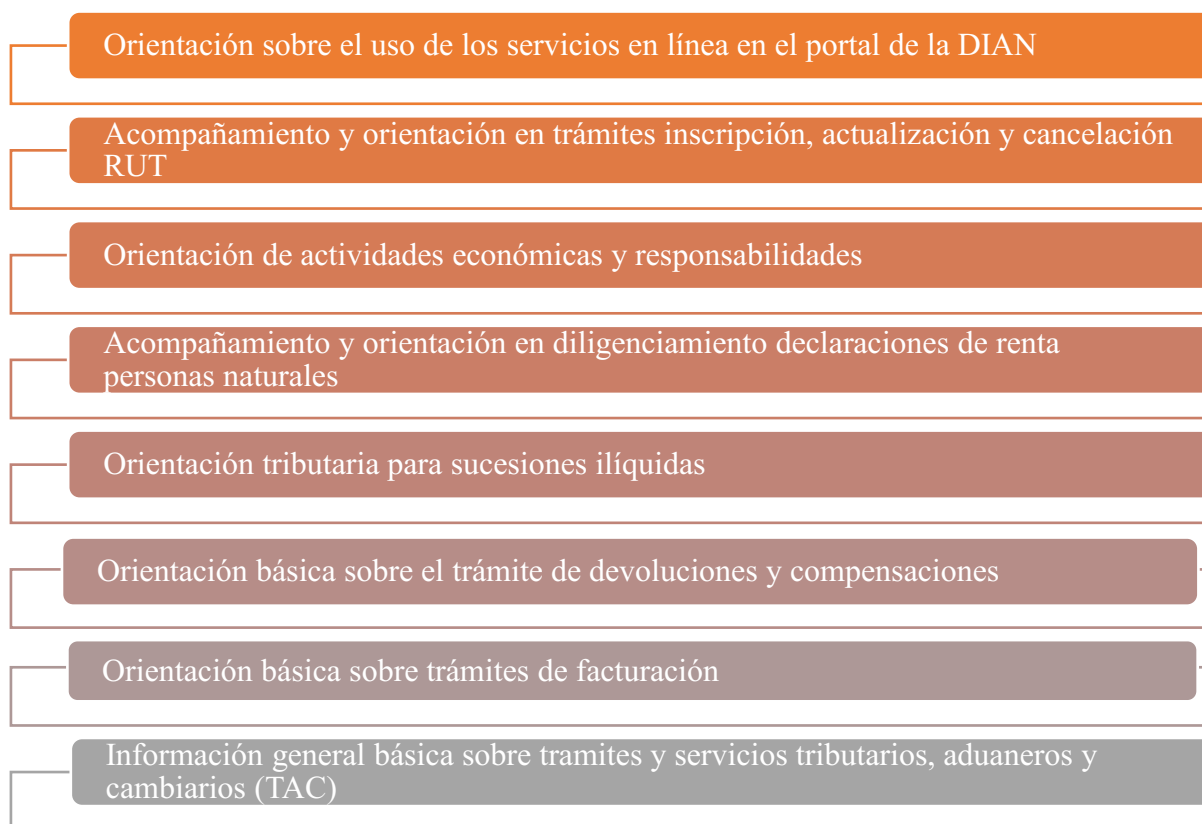 Orientación sobre el uso de los servicios en línea en el portal de la DIAN
Acompañamiento y orientación en trámites inscripción, actualización y cancelación
RUT
Orientación de actividades económicas y responsabilidades
Acompañamiento y orientación en diligenciamiento declaraciones de renta
personas naturales
Orientación tributaria para sucesiones ilíquidas
Orientación básica sobre el trámite de devoluciones y compensaciones
Orientación básica sobre trámites de facturación
Información general básica sobre tramites y servicios tributarios, aduaneros y
cambiarios (TAC)